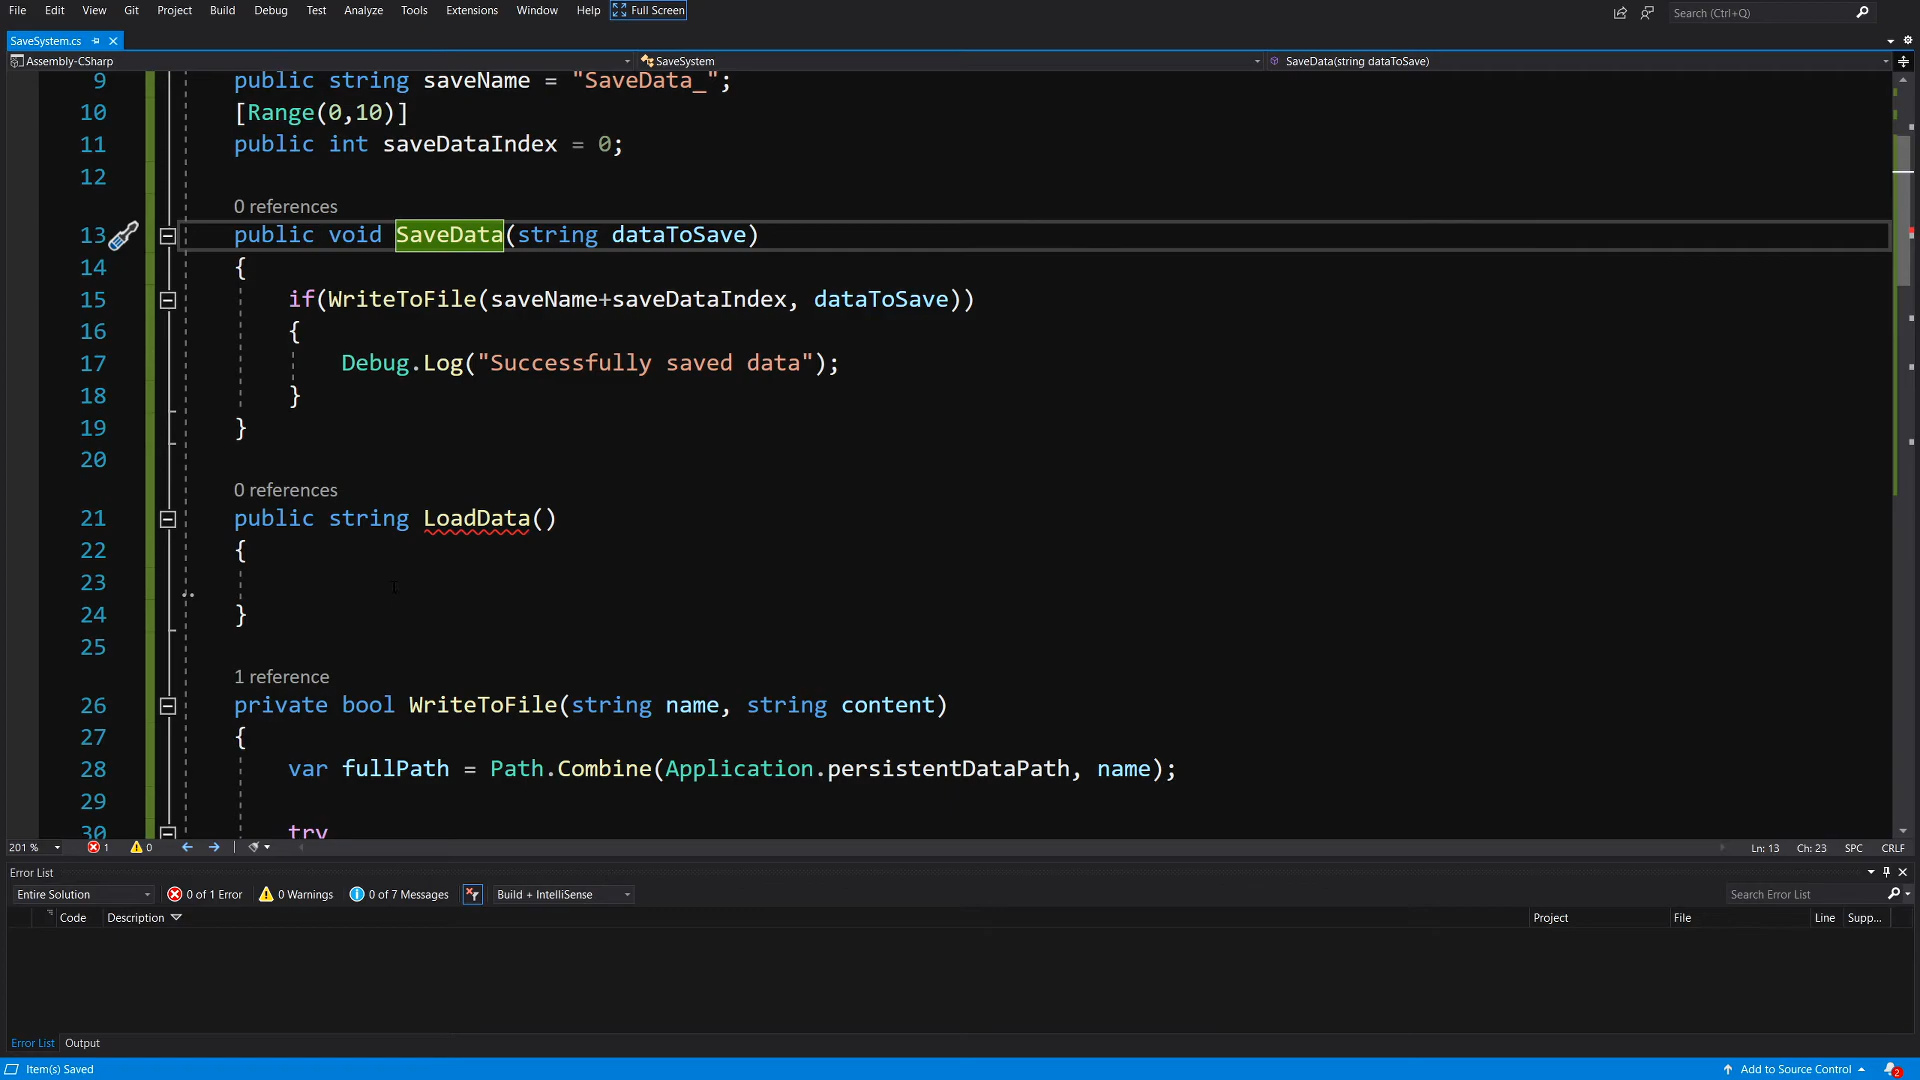 File Edit View Git Project Build Debug Test Analyze Tools Extensions Window Help Full Screen Search (Ctrl+Q)
SaveSystem.cs
Assembly-CSharp SaveSystem SaveData(string dataToSave)
9 public string saveName = "SaveData_";
10 [Range(0,10)]
11 public int saveDataIndex = 0;
12
0 references
13 public void SaveData(string dataToSave)
14 {
15 if(WriteToFile(saveName+saveDataIndex, dataToSave))
16 {
17 Debug.Log("Successfully saved data");
18 }
19 }
20
0 references
21 public string LoadData()
22 {
23
24 }
25
1 reference
26 private bool WriteToFile(string name, string content)
27 {
28 var fullPath = Path.Combine(Application.persistentDataPath, name);
29
30 try
201 % 1 0 Ln: 13 Ch: 23 SPC CRLF
Error List
Entire Solution 0 of 1 Error 0 Warnings 0 of 7 Messages Build + IntelliSense Search Error List
Code Description Project File Line Supp...
Error List Output
Item(s) Saved Add to Source Control 2